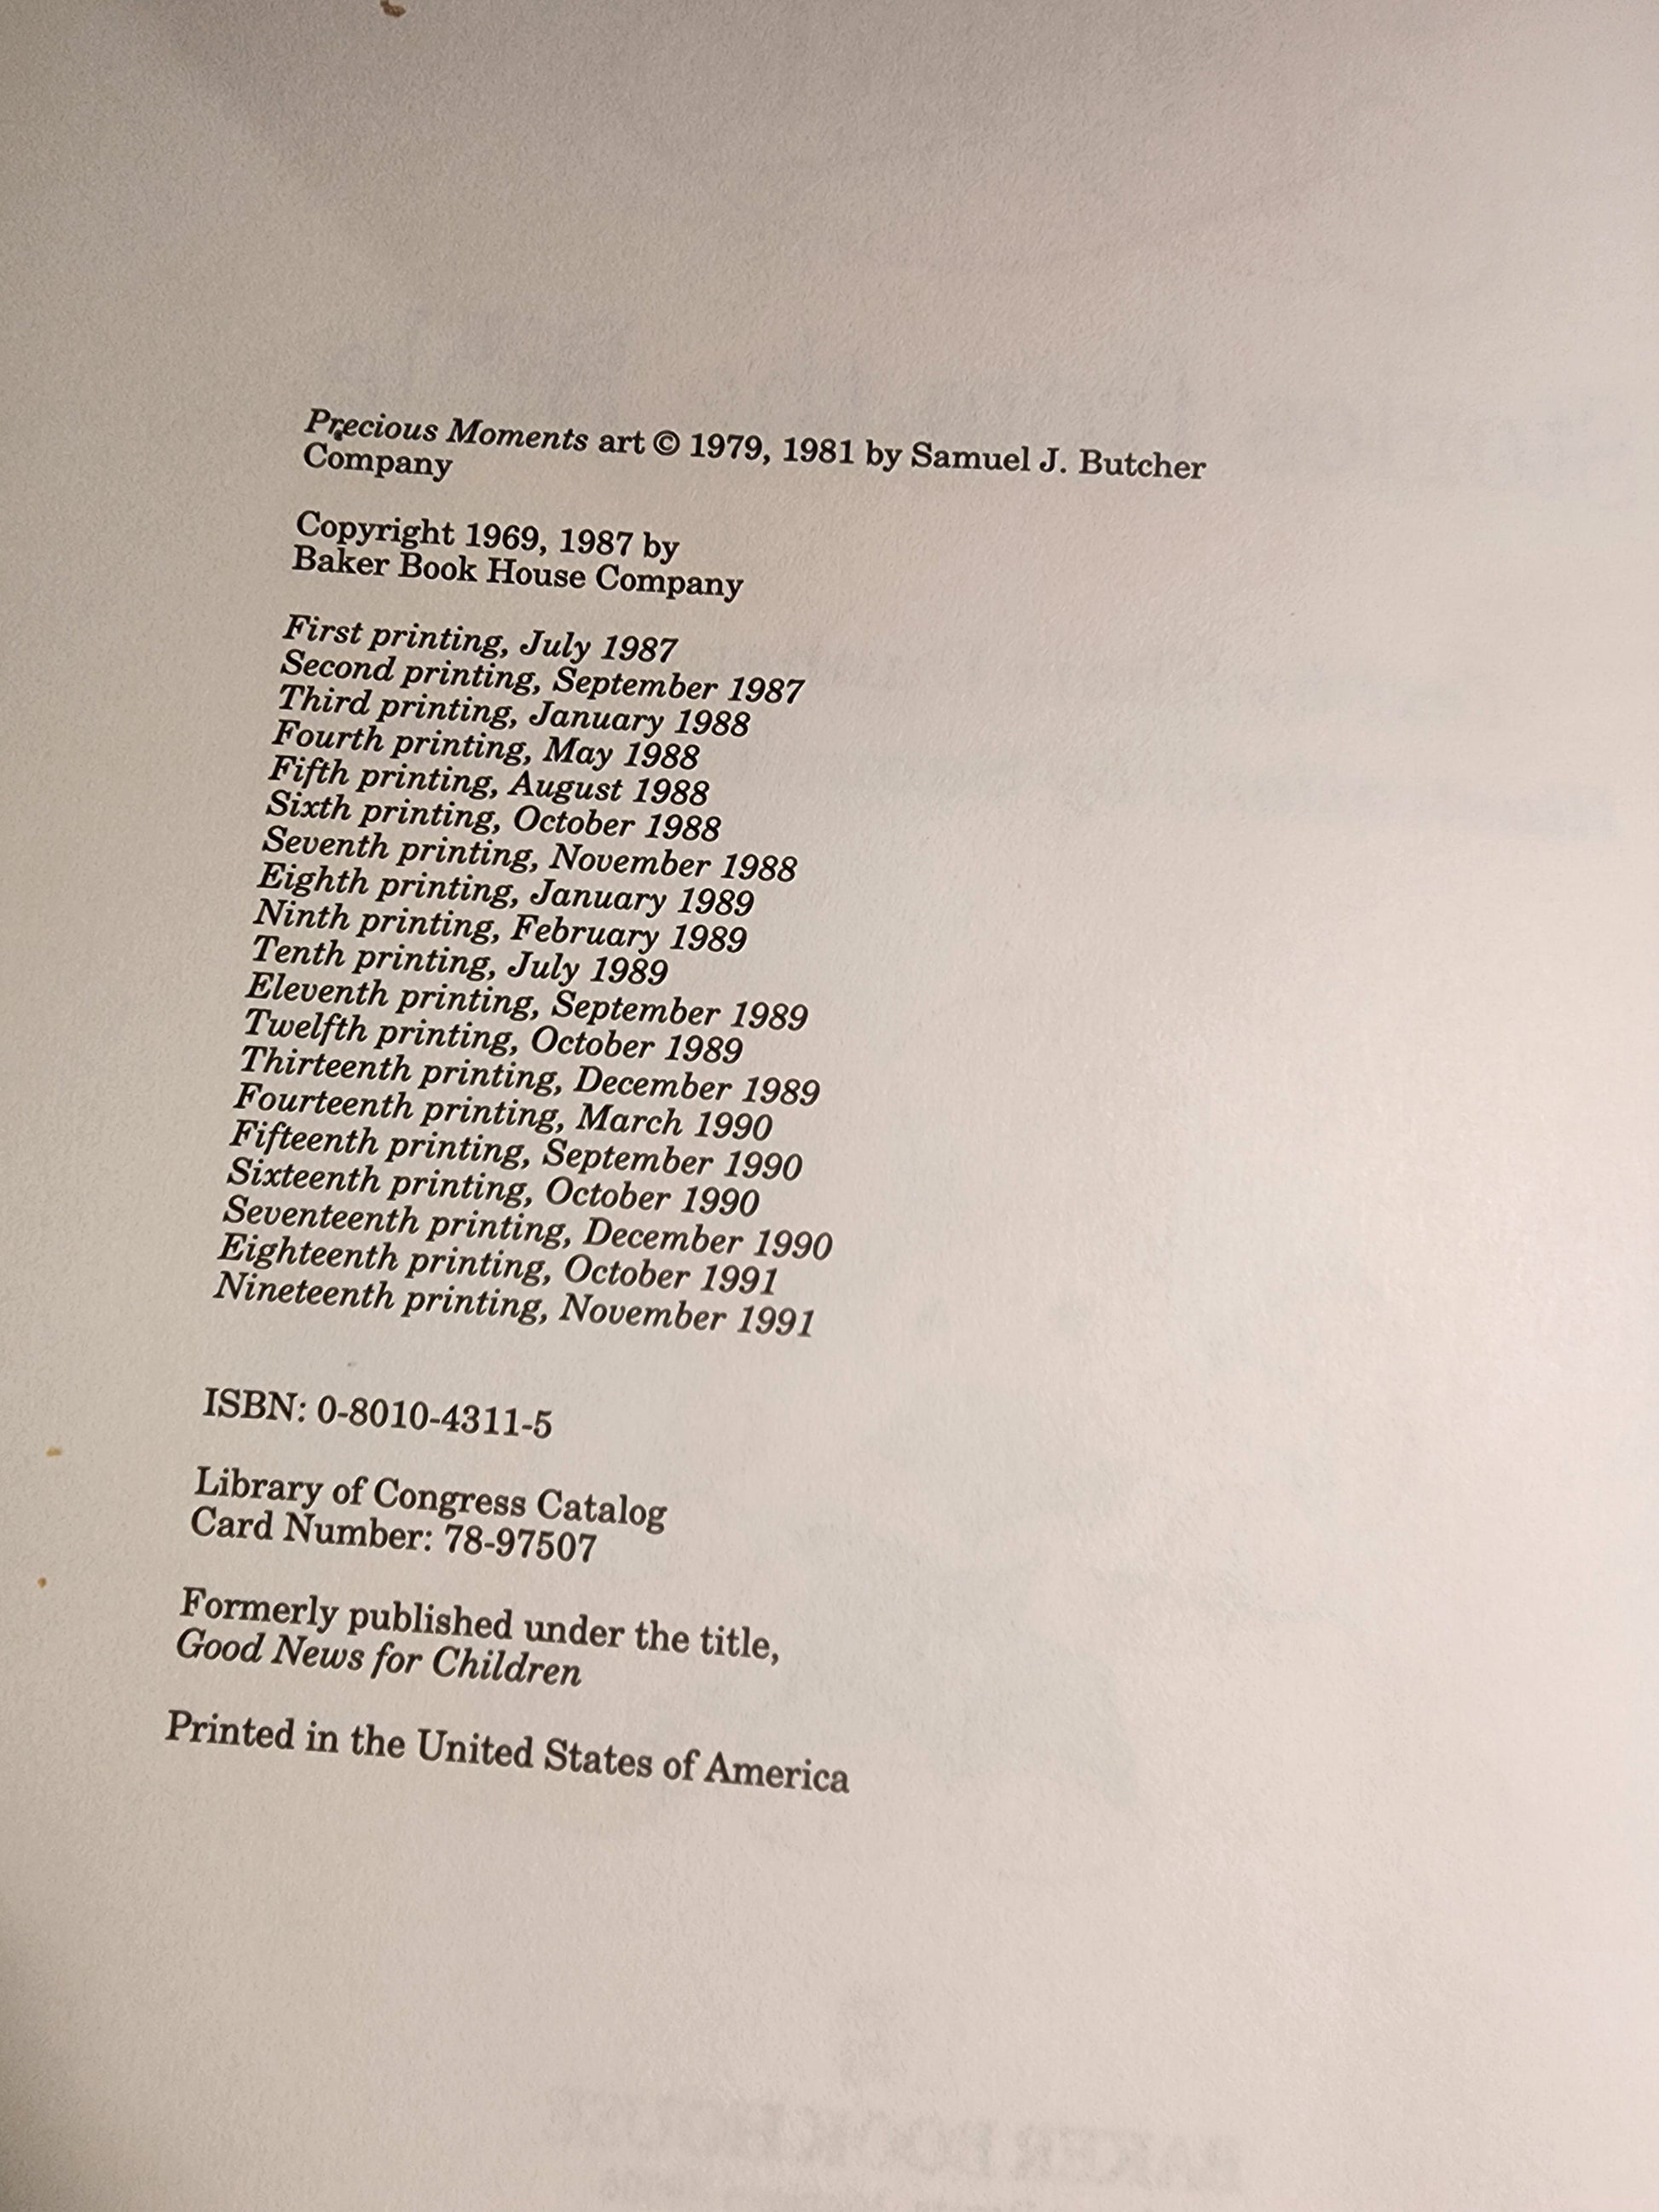 Precious Moments art © 1979, 1981 by Samuel J. Butcher
Company
Copyright 1969, 1987 by
Baker Book House Company
First printing, July 1987
Second printing, September 1987
Third printing, January 1988
Fourth printing, May 1988
Fifth printing, August 1988
Sixth printing, October 1988
Seventh printing, November 1988
Eighth printing, January 1989
Ninth printing, February 1989
Tenth printing, July 1989
Eleventh printing, September 1989
Twelfth printing, October 1989
Thirteenth printing, December 1989
Fourteenth printing, March 1990
Fifteenth printing, September 1990
Sixteenth printing, October 1990
Seventeenth printing, December 1990
Eighteenth printing, October 1991
Nineteenth printing, November 1991
ISBN: 0-8010-4311-5
Library of Congress Catalog
Card Number: 78-97507
Formerly published under the title,
Good News for Children
Printed in the United States of America